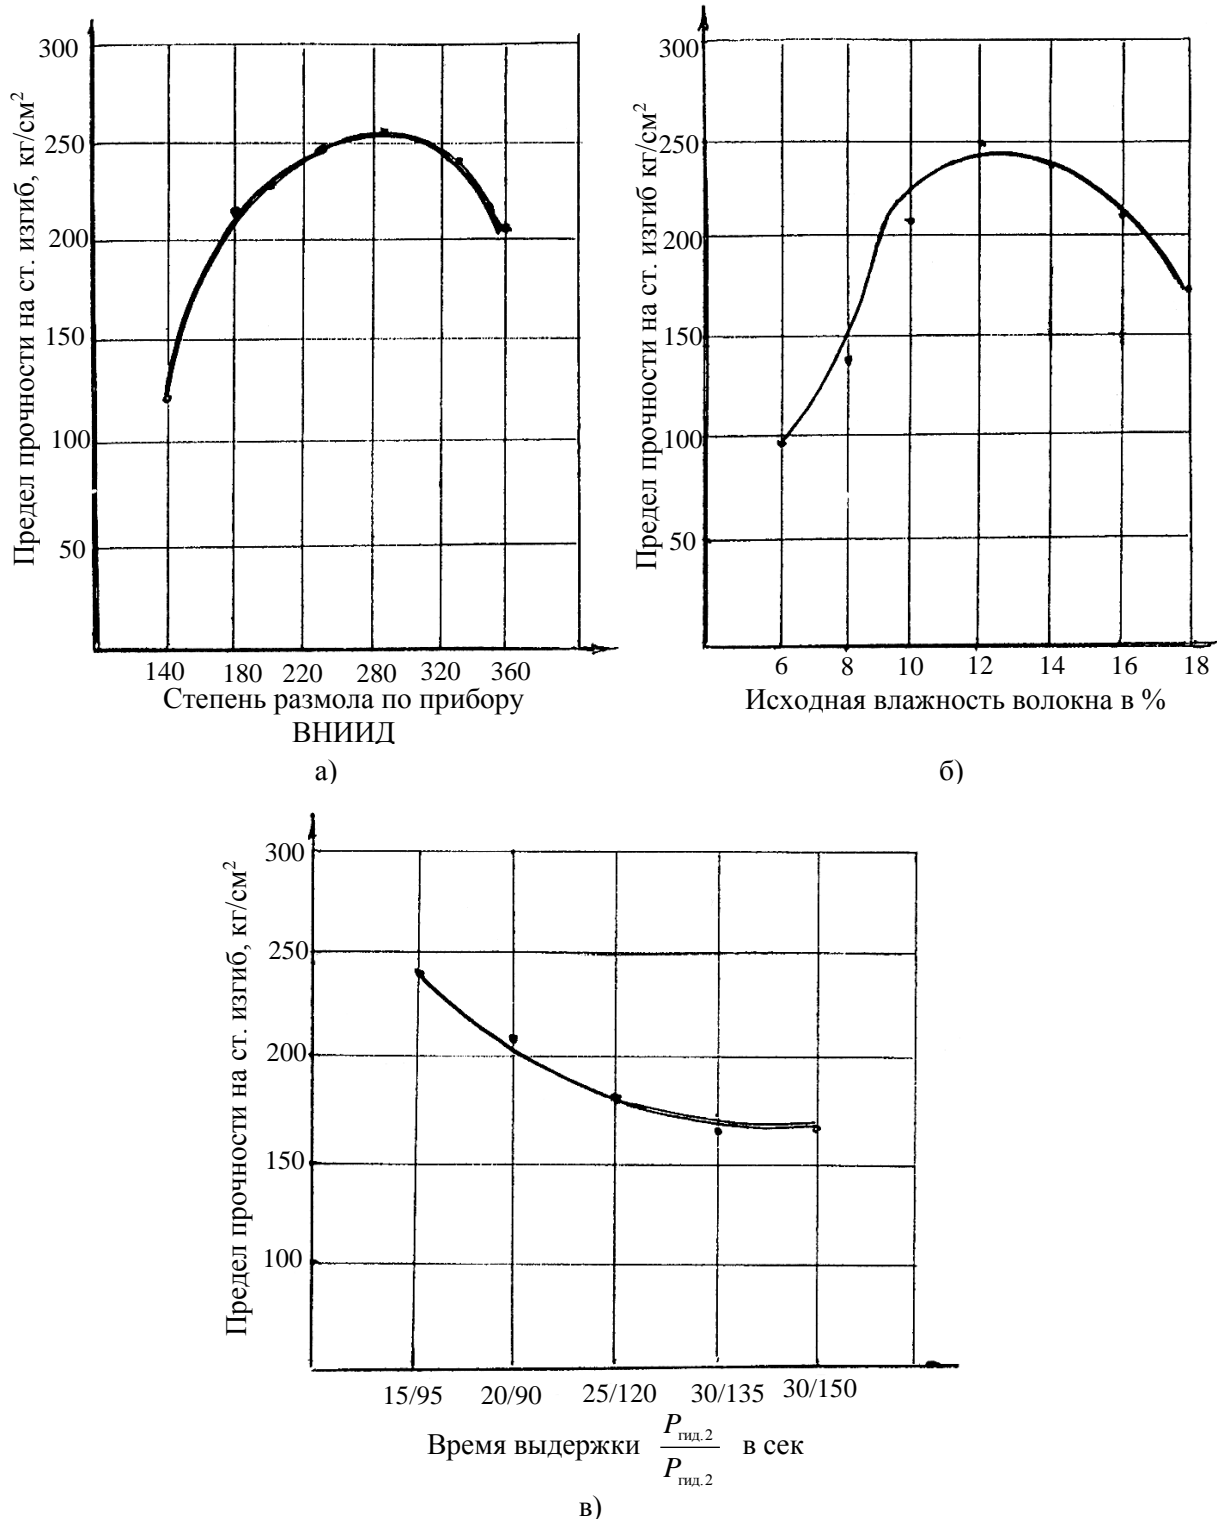 Предел прочности на ст. изгиб, кг/см²
300
250
200
150
100
50
140 180 220 280 320 360
Степень размола по прибору
ВНИИД
а)
Предел прочности на ст. изгиб кг/см²
300
250
200
150
100
50
6 8 10 12 14 16 18
Исходная влажность волокна в %
б)
Предел прочности на ст. изгиб, кг/см²
300
250
200
150
100
15/95 20/90 25/120 30/135 30/150
Время выдержки Pгид.2/Pгид.2 в сек
в)